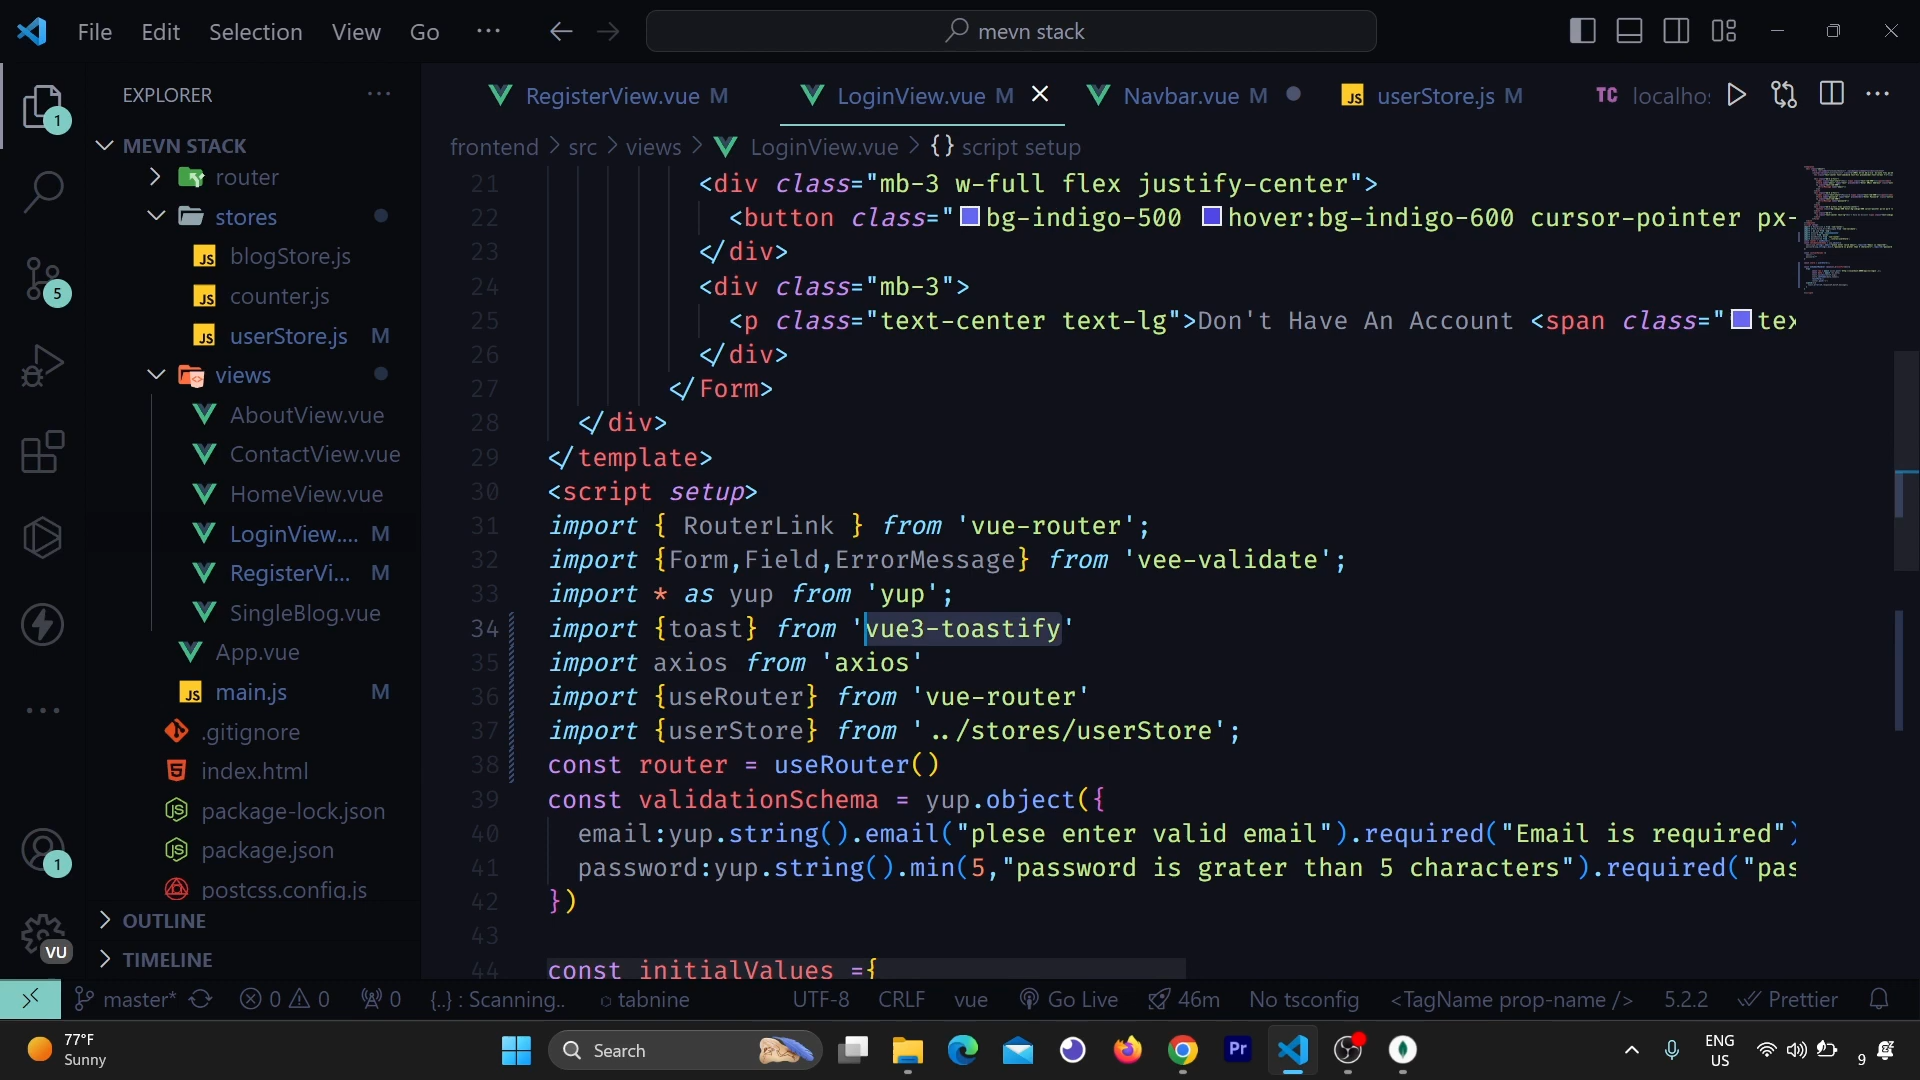 File Edit Selection View Go ··· mevn stack
EXPLORER ···
MEVN STACK
router
stores
blogStore.js
counter.js
userStore.js M
views
AboutView.vue
ContactView.vue
HomeView.vue
LoginView.... M
RegisterVi... M
SingleBlog.vue
App.vue
main.js M
.gitignore
index.html
package-lock.json
package.json
postcss.config.js
OUTLINE
TIMELINE
1
5
1
VU
RegisterView.vue M LoginView.vue M Navbar.vue M userStore.js M TC localho
frontend > src > views > LoginView.vue > {} script setup
21 <div class="mb-3 w-full flex justify-center">
22 <button class="bg-indigo-500 hover:bg-indigo-600 cursor-pointer px-
23 </div>
24 <div class="mb-3">
25 <p class="text-center text-lg">Don't Have An Account <span class="tex
26 </div>
27 </Form>
28 </div>
29 </template>
30 <script setup>
31 import { RouterLink } from 'vue-router';
32 import {Form,Field,ErrorMessage} from 'vee-validate';
33 import * as yup from 'yup';
34 import {toast} from 'vue3-toastify'
35 import axios from 'axios'
36 import {useRouter} from 'vue-router'
37 import {userStore} from '../stores/userStore';
38 const router = useRouter()
39 const validationSchema = yup.object({
40 email:yup.string().email("plese enter valid email").required("Email is required")
41 password:yup.string().min(5,"password is grater than 5 characters").required("pas
42 })
43
44 const initialValues ={
master* 0 0 0 {..} : Scanning.. tabnine UTF-8 CRLF vue Go Live 46m No tsconfig <TagName prop-name /> 5.2.2 Prettier
77°F
Sunny
Search
Pr
ENG
US
9